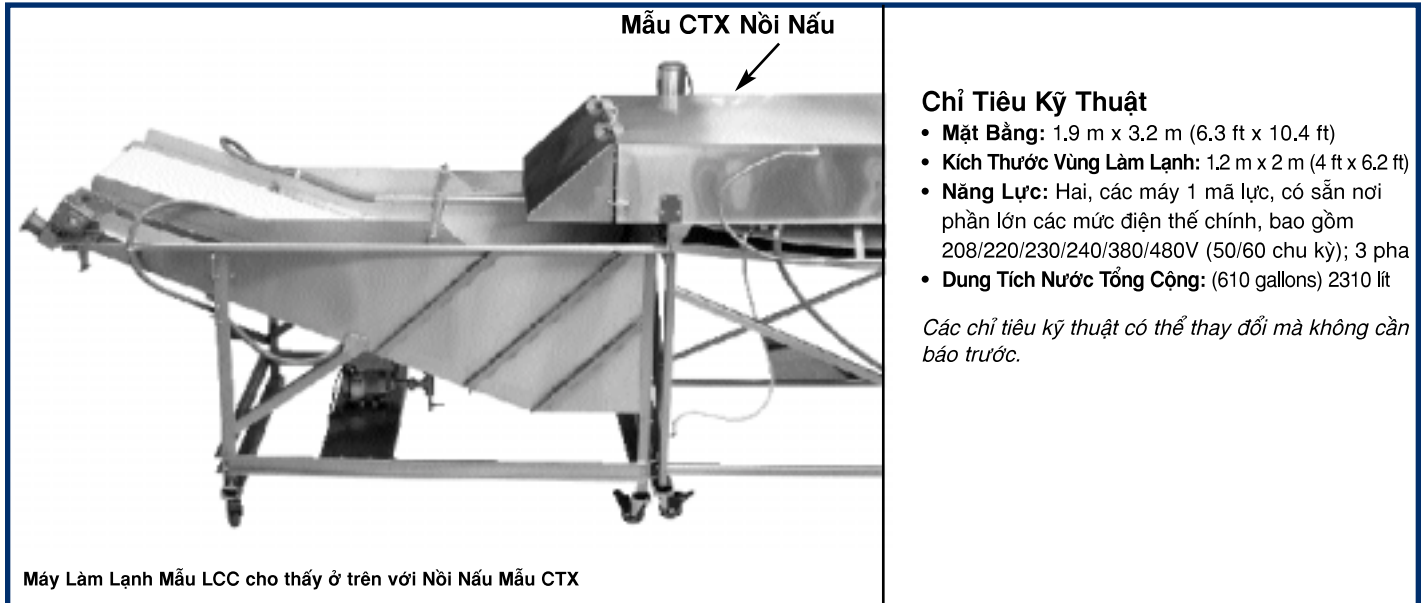 Mẫu CTX Nồi Nấu
Chỉ Tiêu Kỹ Thuật
• Mặt Bằng: 1.9 m x 3.2 m (6.3 ft x 10.4 ft)
• Kích Thước Vùng Làm Lạnh: 1.2 m x 2 m (4 ft x 6.2 ft)
• Năng Lực: Hai, các máy 1 mã lực, có sẵn nơi
phần lớn các mức điện thế chính, bao gồm
208/220/230/240/380/480V (50/60 chu kỳ); 3 pha
• Dung Tích Nước Tổng Cộng: (610 gallons) 2310 lít
Các chỉ tiêu kỹ thuật có thể thay đổi mà không cần
báo trước.
Máy Làm Lạnh Mẫu LCC cho thấy ở trên với Nồi Nấu Mẫu CTX